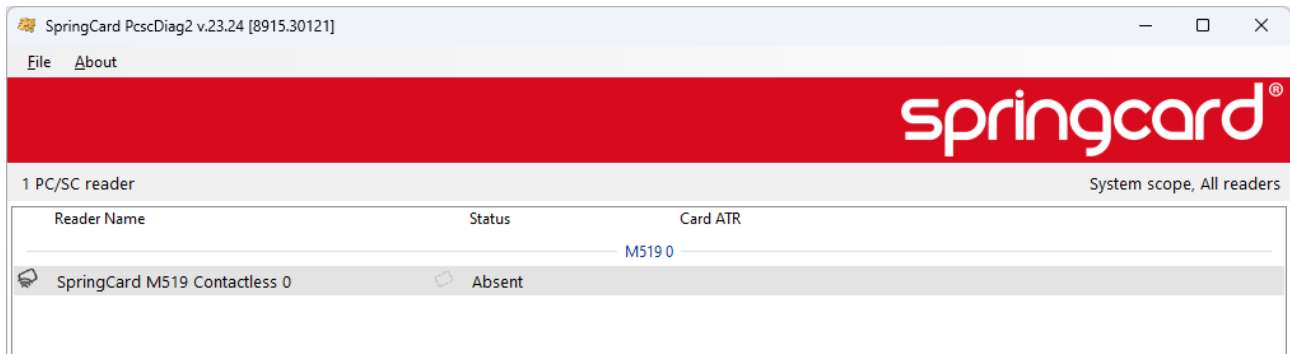 SpringCard PcscDiag2 v.23.24 [8915.30121]
File About
springcard®
1 PC/SC reader System scope, All readers
Reader Name Status Card ATR
M519 0
SpringCard M519 Contactless 0 Absent